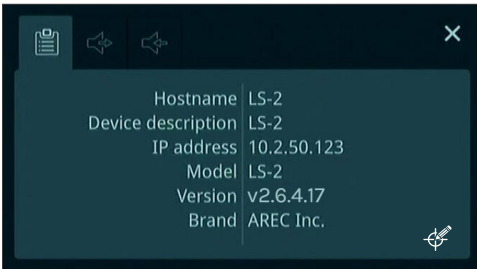 Hostname LS-2
Device description LS-2
IP address 10.2.50.123
Model LS-2
Version v2.6.4.17
Brand AREC Inc.